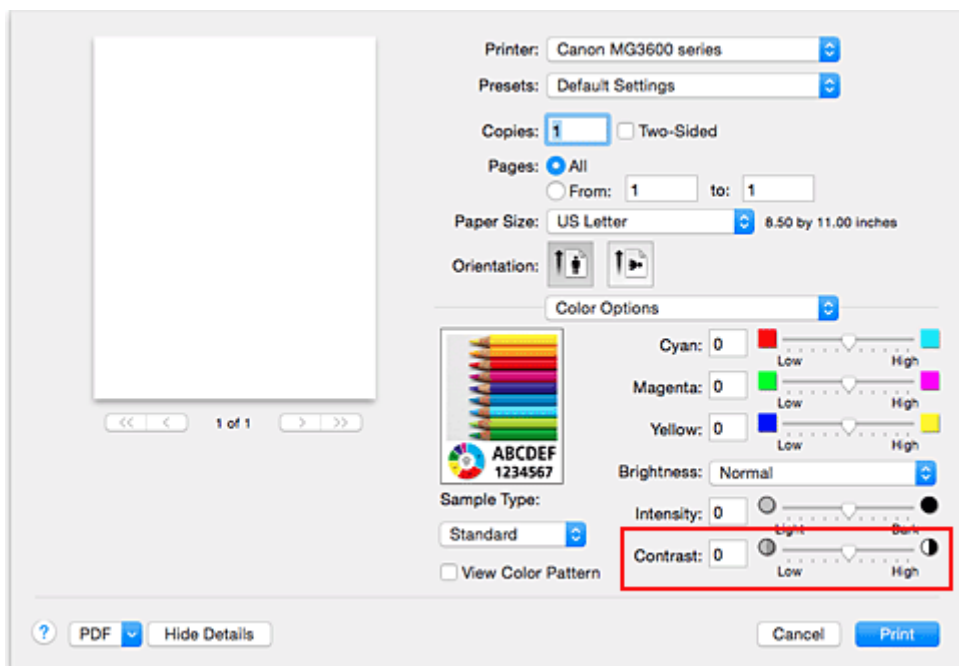 Printer: Canon MG3600 series
Presets: Default Settings
Copies: 1 Two-Sided
Pages: All
From: 1 to: 1
Paper Size: US Letter 8.50 by 11.00 inches
Orientation:
Color Options
Cyan: 0
Low High
Magenta: 0
Low High
Yellow: 0
Low High
<< < 1 of 1 > >>
ABCDEF
1234567
Brightness: Normal
Sample Type:
Intensity: 0
Light Dark
Standard
Contrast: 0
Low High
View Color Pattern
? PDF Hide Details Cancel Print